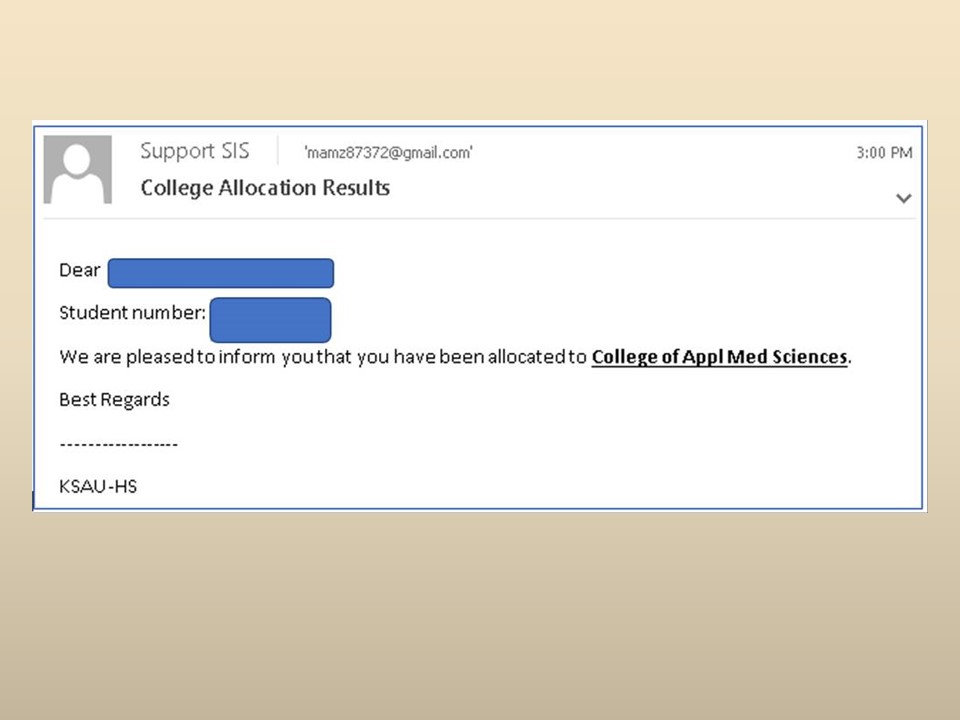 Support SIS 'mamz87372@gmail.com' 3:00 PM
College Allocation Results
Dear
Student number:
We are pleased to inform you that you have been allocated to College of Appl Med Sciences.
Best Regards
------------------
KSAU-HS